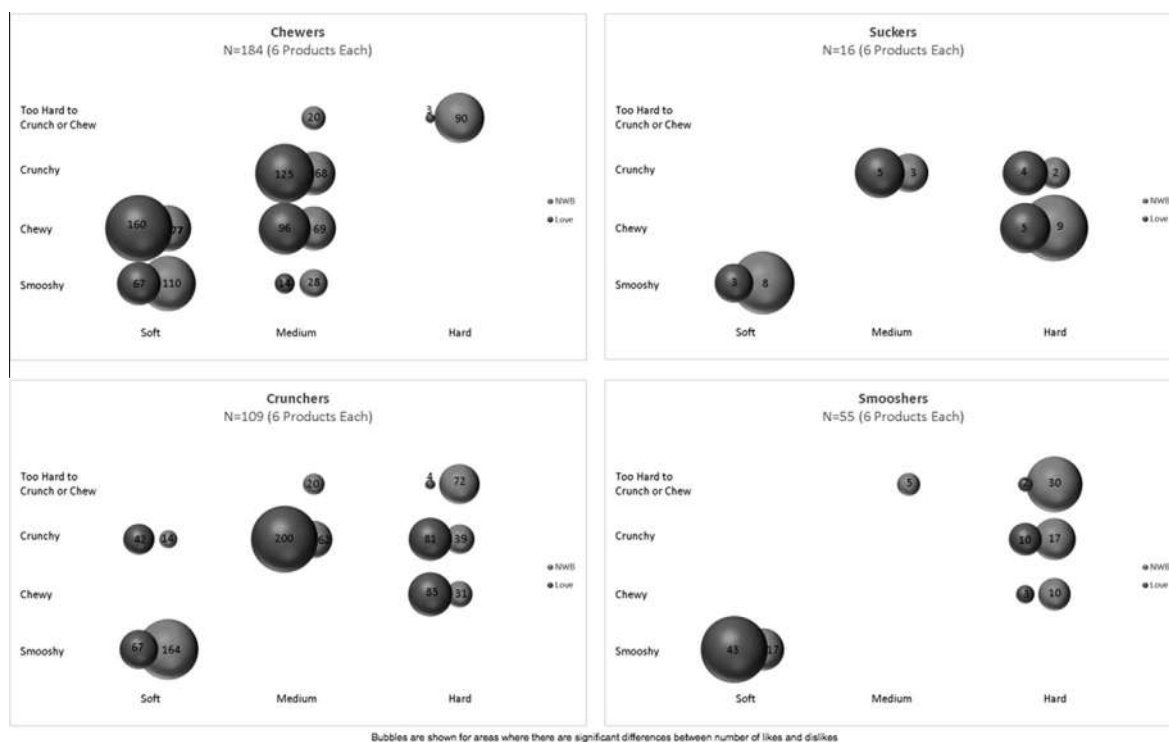 Chewers
N=184 (6 Products Each)
Too Hard to
Crunch or Chew
20
3
90
Crunchy
125 68
NWB
Love
Chewy
160 77
96 69
Smooshy
67 110
14 28
Soft Medium Hard
Suckers
N=16 (6 Products Each)
Too Hard to
Crunch or Chew
Crunchy
5 3
4 2
NWB
Love
Chewy
5 9
Smooshy
3 8
Soft Medium Hard
Crunchers
N=109 (6 Products Each)
Too Hard to
Crunch or Chew
20
4
72
Crunchy
42 14
200 62
81 39
NWB
Love
Chewy
85 31
Smooshy
67 164
Soft Medium Hard
Smooshers
N=55 (6 Products Each)
Too Hard to
Crunch or Chew
5
2 30
Crunchy
10 17
NWB
Love
Chewy
3 10
Smooshy
43 17
Soft Medium Hard
Bubbles are shown for areas where there are significant differences between number of likes and dislikes